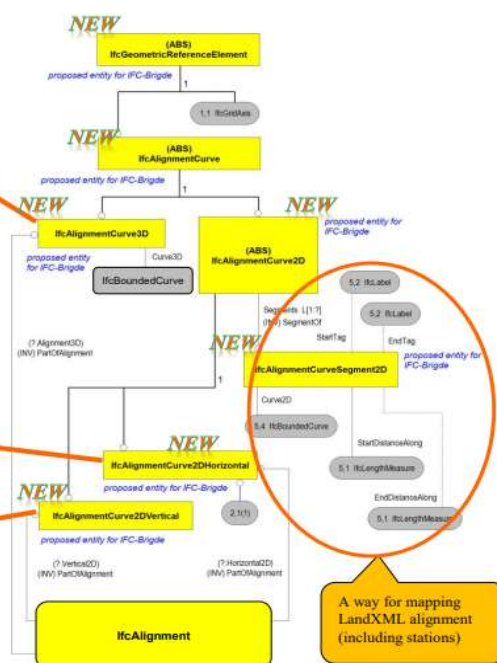 NEW
(ABS)
IfcGeometricReferenceElement
proposed entity for IFC-Brigde
1
1,1 IfcGridAxis
NEW
(ABS)
IfcAlignmentCurve
proposed entity for IFC-Brigde
1
NEW
IfcAlignmentCurve3D
proposed entity
for IFC-Brigde
Curve3D
IfcBoundedCurve
NEW
proposed entity for
IFC-Brigde
(ABS)
IfcAlignmentCurve2D
Segments L[1:?]
(INV) SegmentOf
5,2 IfcLabel
5,2 IfcLabel
StartTag
EndTag
NEW
proposed entity for
IFC-Brigde
IfcAlignmentCurveSegment2D
(?.Alignment3D)
(INV) PartOfAlignment
1
Curve2D
5,4 IfcBoundedCurve
StartDistanceAlong
5,1 IfcLengthMeasure
EndDistanceAlong
5,1 IfcLengthMeasure
NEW
IfcAlignmentCurve2DHorizontal
proposed entity for IFC-Brigde
2,1(1)
NEW
IfcAlignmentCurve2DVertical
proposed entity for IFC-Brigde
(?.Vertical2D)
(INV) PartOfAlignment
(?.Horizontal2D)
(INV) PartOfAlignment
IfcAlignment
A way for mapping
LandXML alignment
(including stations)